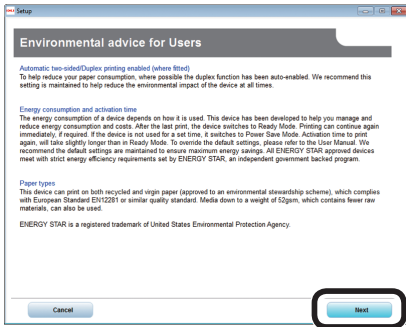 Setup
Environmental advice for Users
Automatic two-sided/Duplex printing enabled (where fitted)
To help reduce your paper consumption, where possible the duplex function has been auto-enabled. We recommend this
setting is maintained to help reduce the environmental impact of the device at all times.
Energy consumption and activation time
The energy consumption of a device depends on how it is used. This device has been developed to help you manage and
reduce energy consumption and costs. After the last print, the device switches to Ready Mode. Printing can continue again
immediately, if required. If the device is not used for a set time, it switches to Power Save Mode. Activation time to print
again, will take slightly longer than in Ready Mode. To override the default settings, please refer to the User Manual. We
recommend the default settings are maintained to ensure maximum energy savings. All ENERGY STAR approved devices
meet with strict energy efficiency requirements set by ENERGY STAR, an independent government backed program.
Paper types
This device can print on both recycled and virgin paper (approved to an environmental stewardship scheme), which complies
with European Standard EN12281 or similar quality standard. Media down to a weight of 52gsm, which contains fewer raw
materials, can also be used.
ENERGY STAR is a registered trademark of United States Environmental Protection Agency.
Cancel
Next